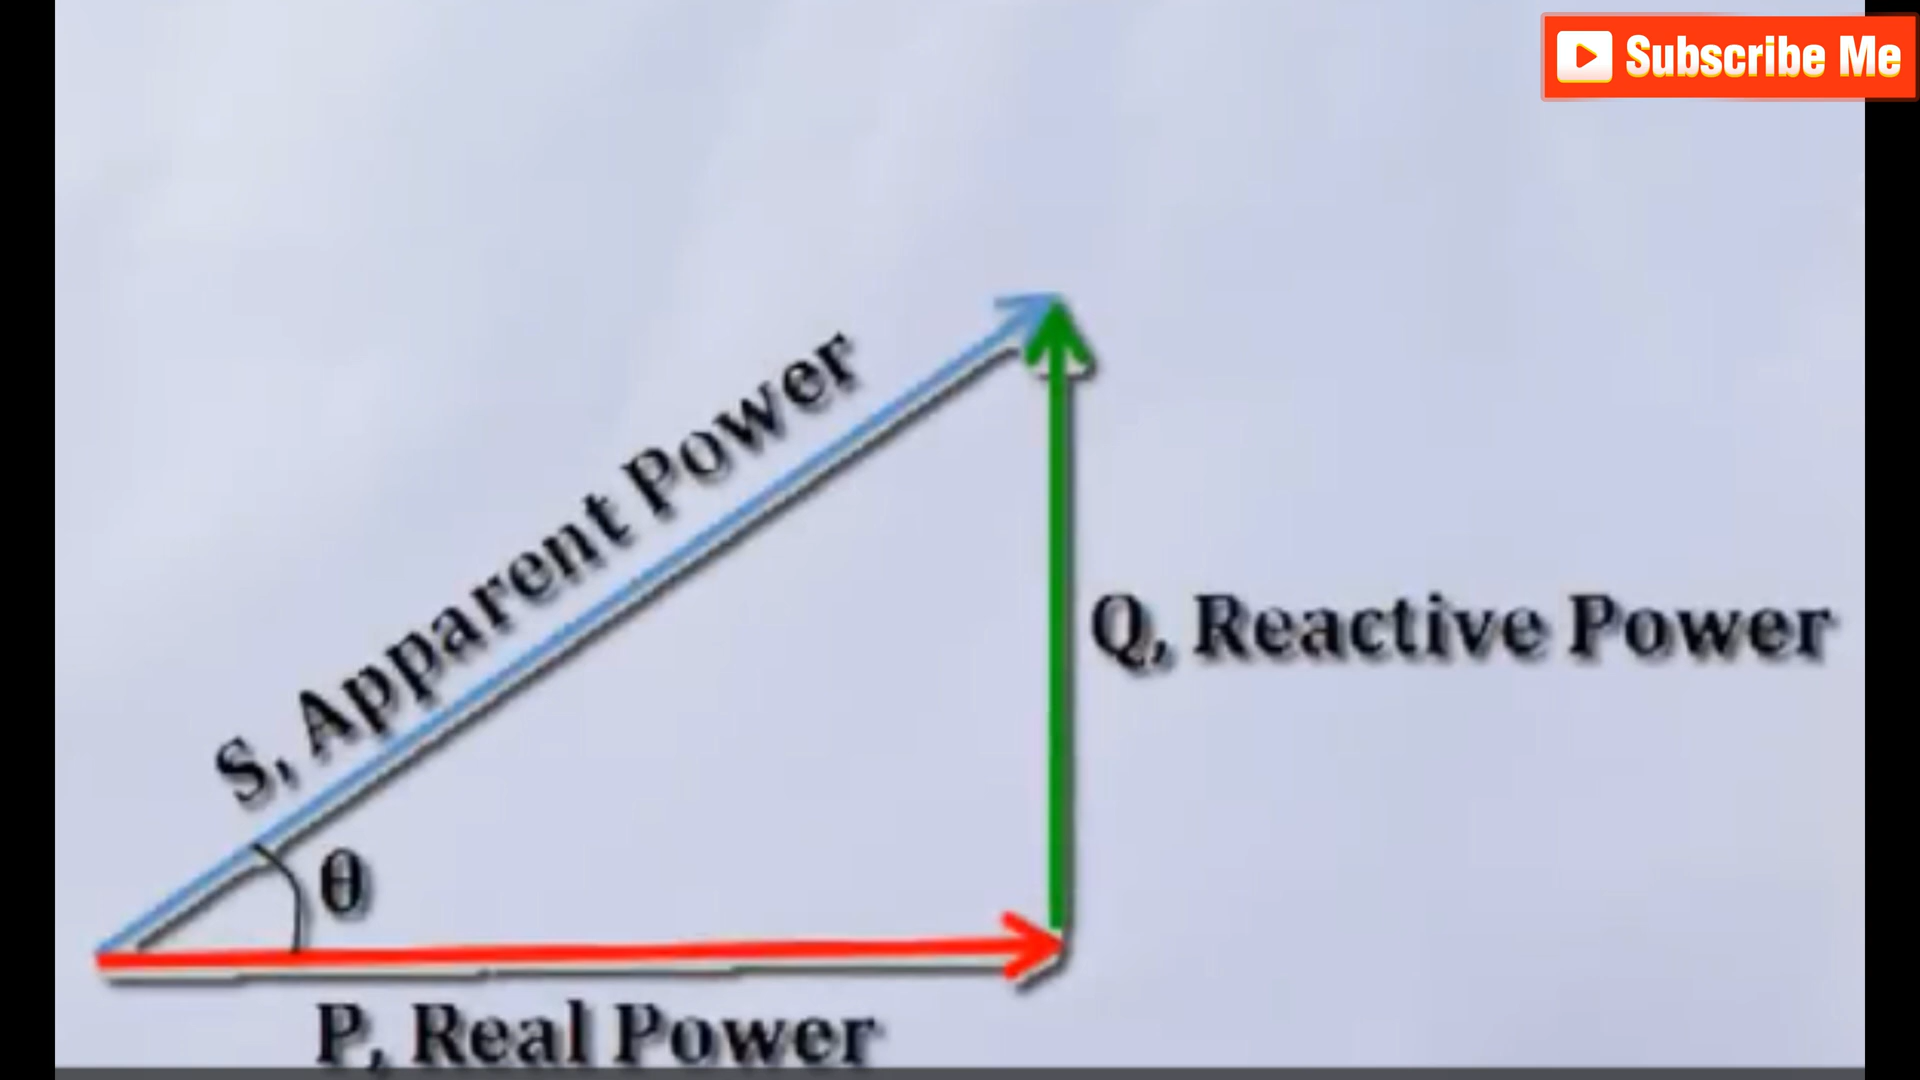 Subscribe Me
S, Apparent Power
Q, Reactive Power
θ
P, Real Power